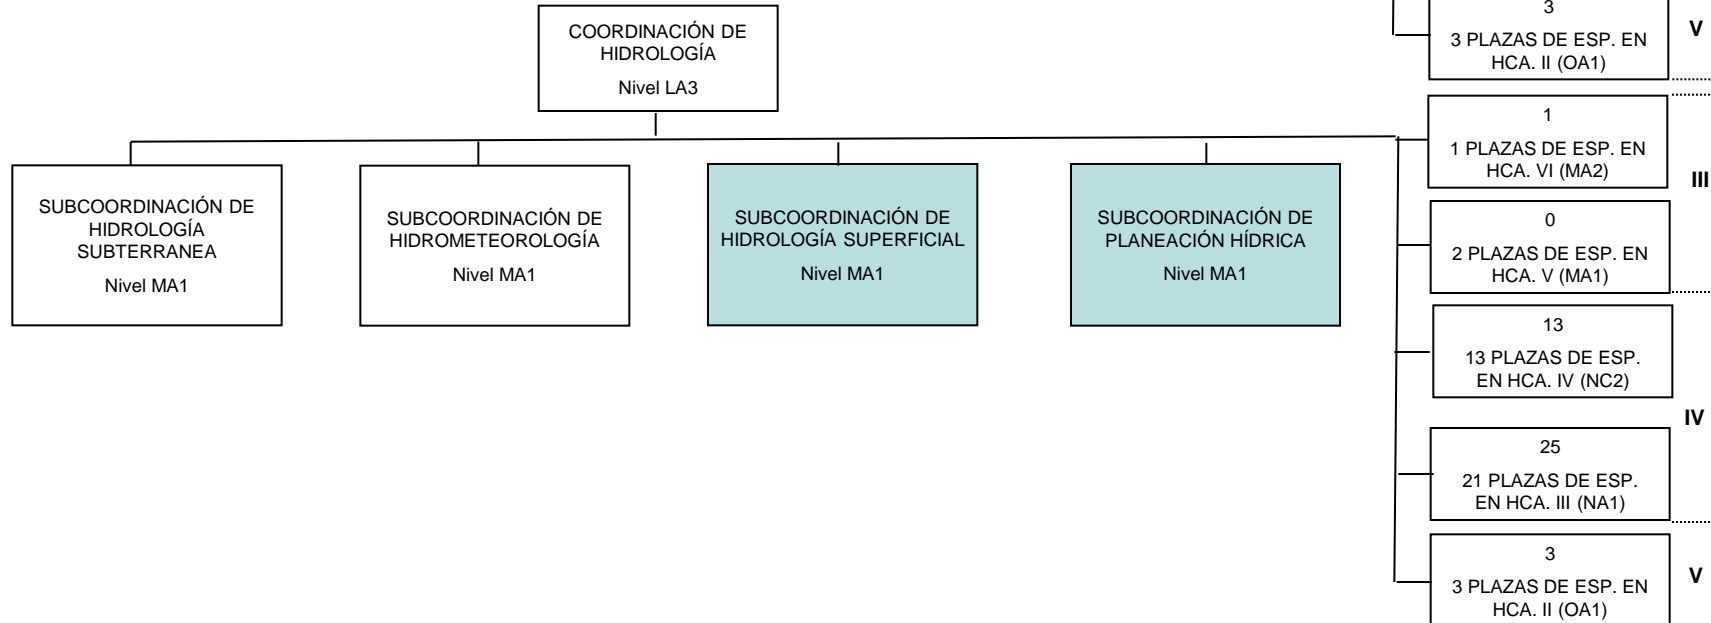 3
3 PLAZAS DE ESP. EN
HCA. II (OA1)
V
COORDINACIÓN DE
HIDROLOGÍA
Nivel LA3
SUBCOORDINACIÓN DE
HIDROLOGÍA
SUBTERRANEA
Nivel MA1
SUBCOORDINACIÓN DE
HIDROMETEOROLOGÍA
Nivel MA1
SUBCOORDINACIÓN DE
HIDROLOGÍA SUPERFICIAL
Nivel MA1
SUBCOORDINACIÓN DE
PLANEACIÓN HÍDRICA
Nivel MA1
1
1 PLAZAS DE ESP. EN
HCA. VI (MA2)
III
0
2 PLAZAS DE ESP. EN
HCA. V (MA1)
13
13 PLAZAS DE ESP.
EN HCA. IV (NC2)
IV
25
21 PLAZAS DE ESP.
EN HCA. III (NA1)
3
3 PLAZAS DE ESP. EN
HCA. II (OA1)
V